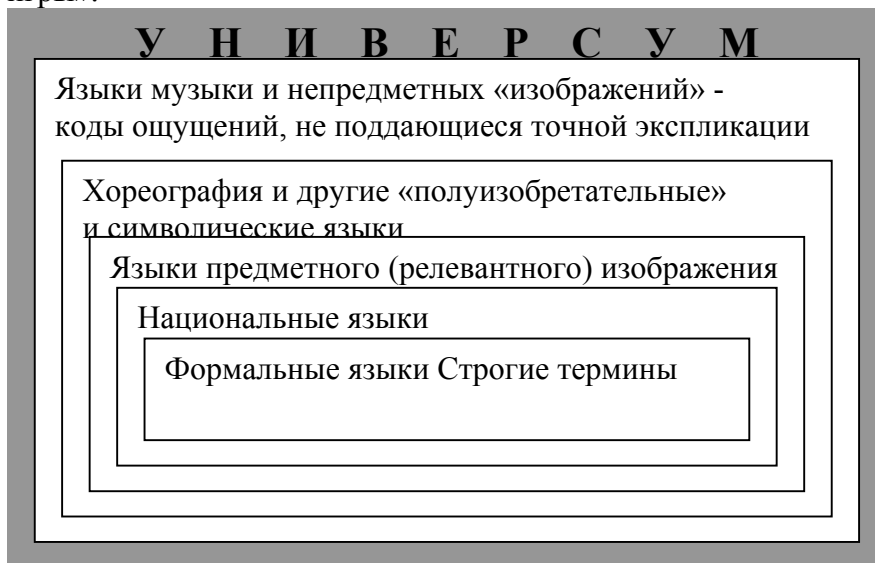 У Н И В Е Р С У М
Языки музыки и непредметных «изображений» -
коды ощущений, не поддающиеся точной экспликации
Хореография и другие «полуизобретательные»
и символические языки
Языки предметного (релевантного) изображения
Национальные языки
Формальные языки Строгие термины